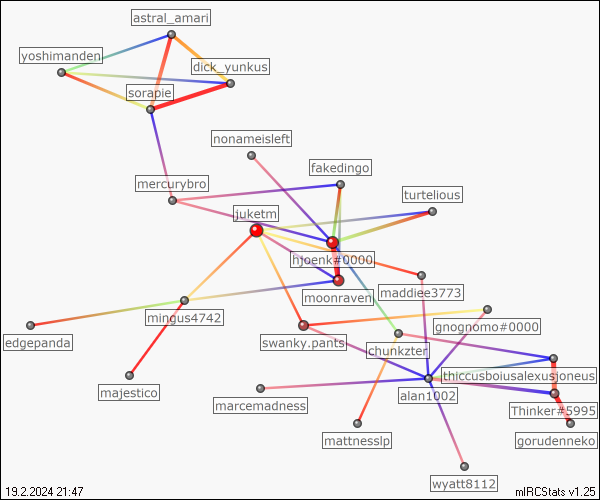 astral_amari
yoshimanden
dick_yunkus
sorapie
nonameisleft
fakedingo
mercurybro
turtelious
juketm
hjoenk#0000
maddiee3773
moonraven
mingus4742
gnognomo#0000
edgepanda
swanky.pants
chunkzter
thiccusboiusalexusjoneus
majestico
alan1002
marcemadness
Thinker#5995
mattnesslp
gorudenneko
wyatt8112
19.2.2024 21:47
mIRCStats v1.25